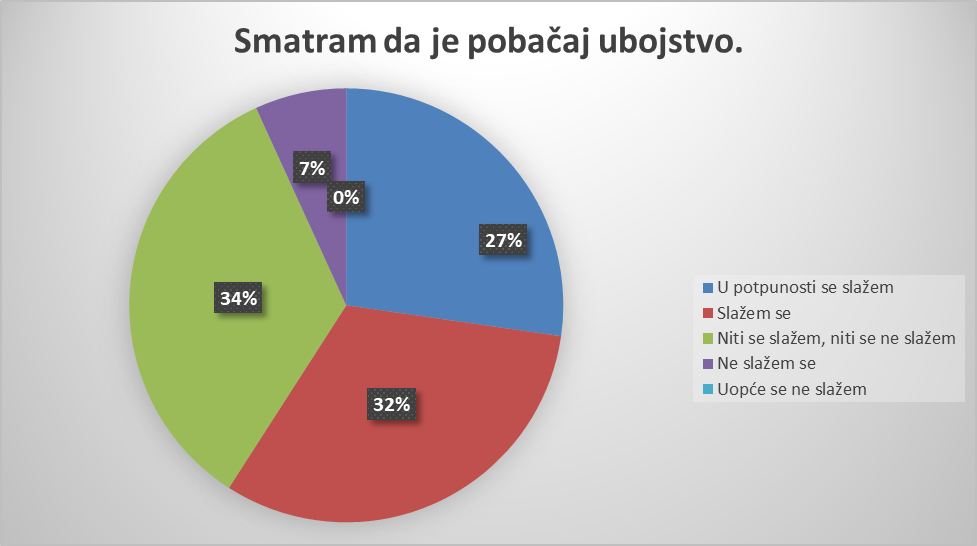 Smatram da je pobačaj ubojstvo.
7%
0%
27%
34%
32%
U potpunosti se slažem
Slažem se
Niti se slažem, niti se ne slažem
Ne slažem se
Uopće se ne slažem